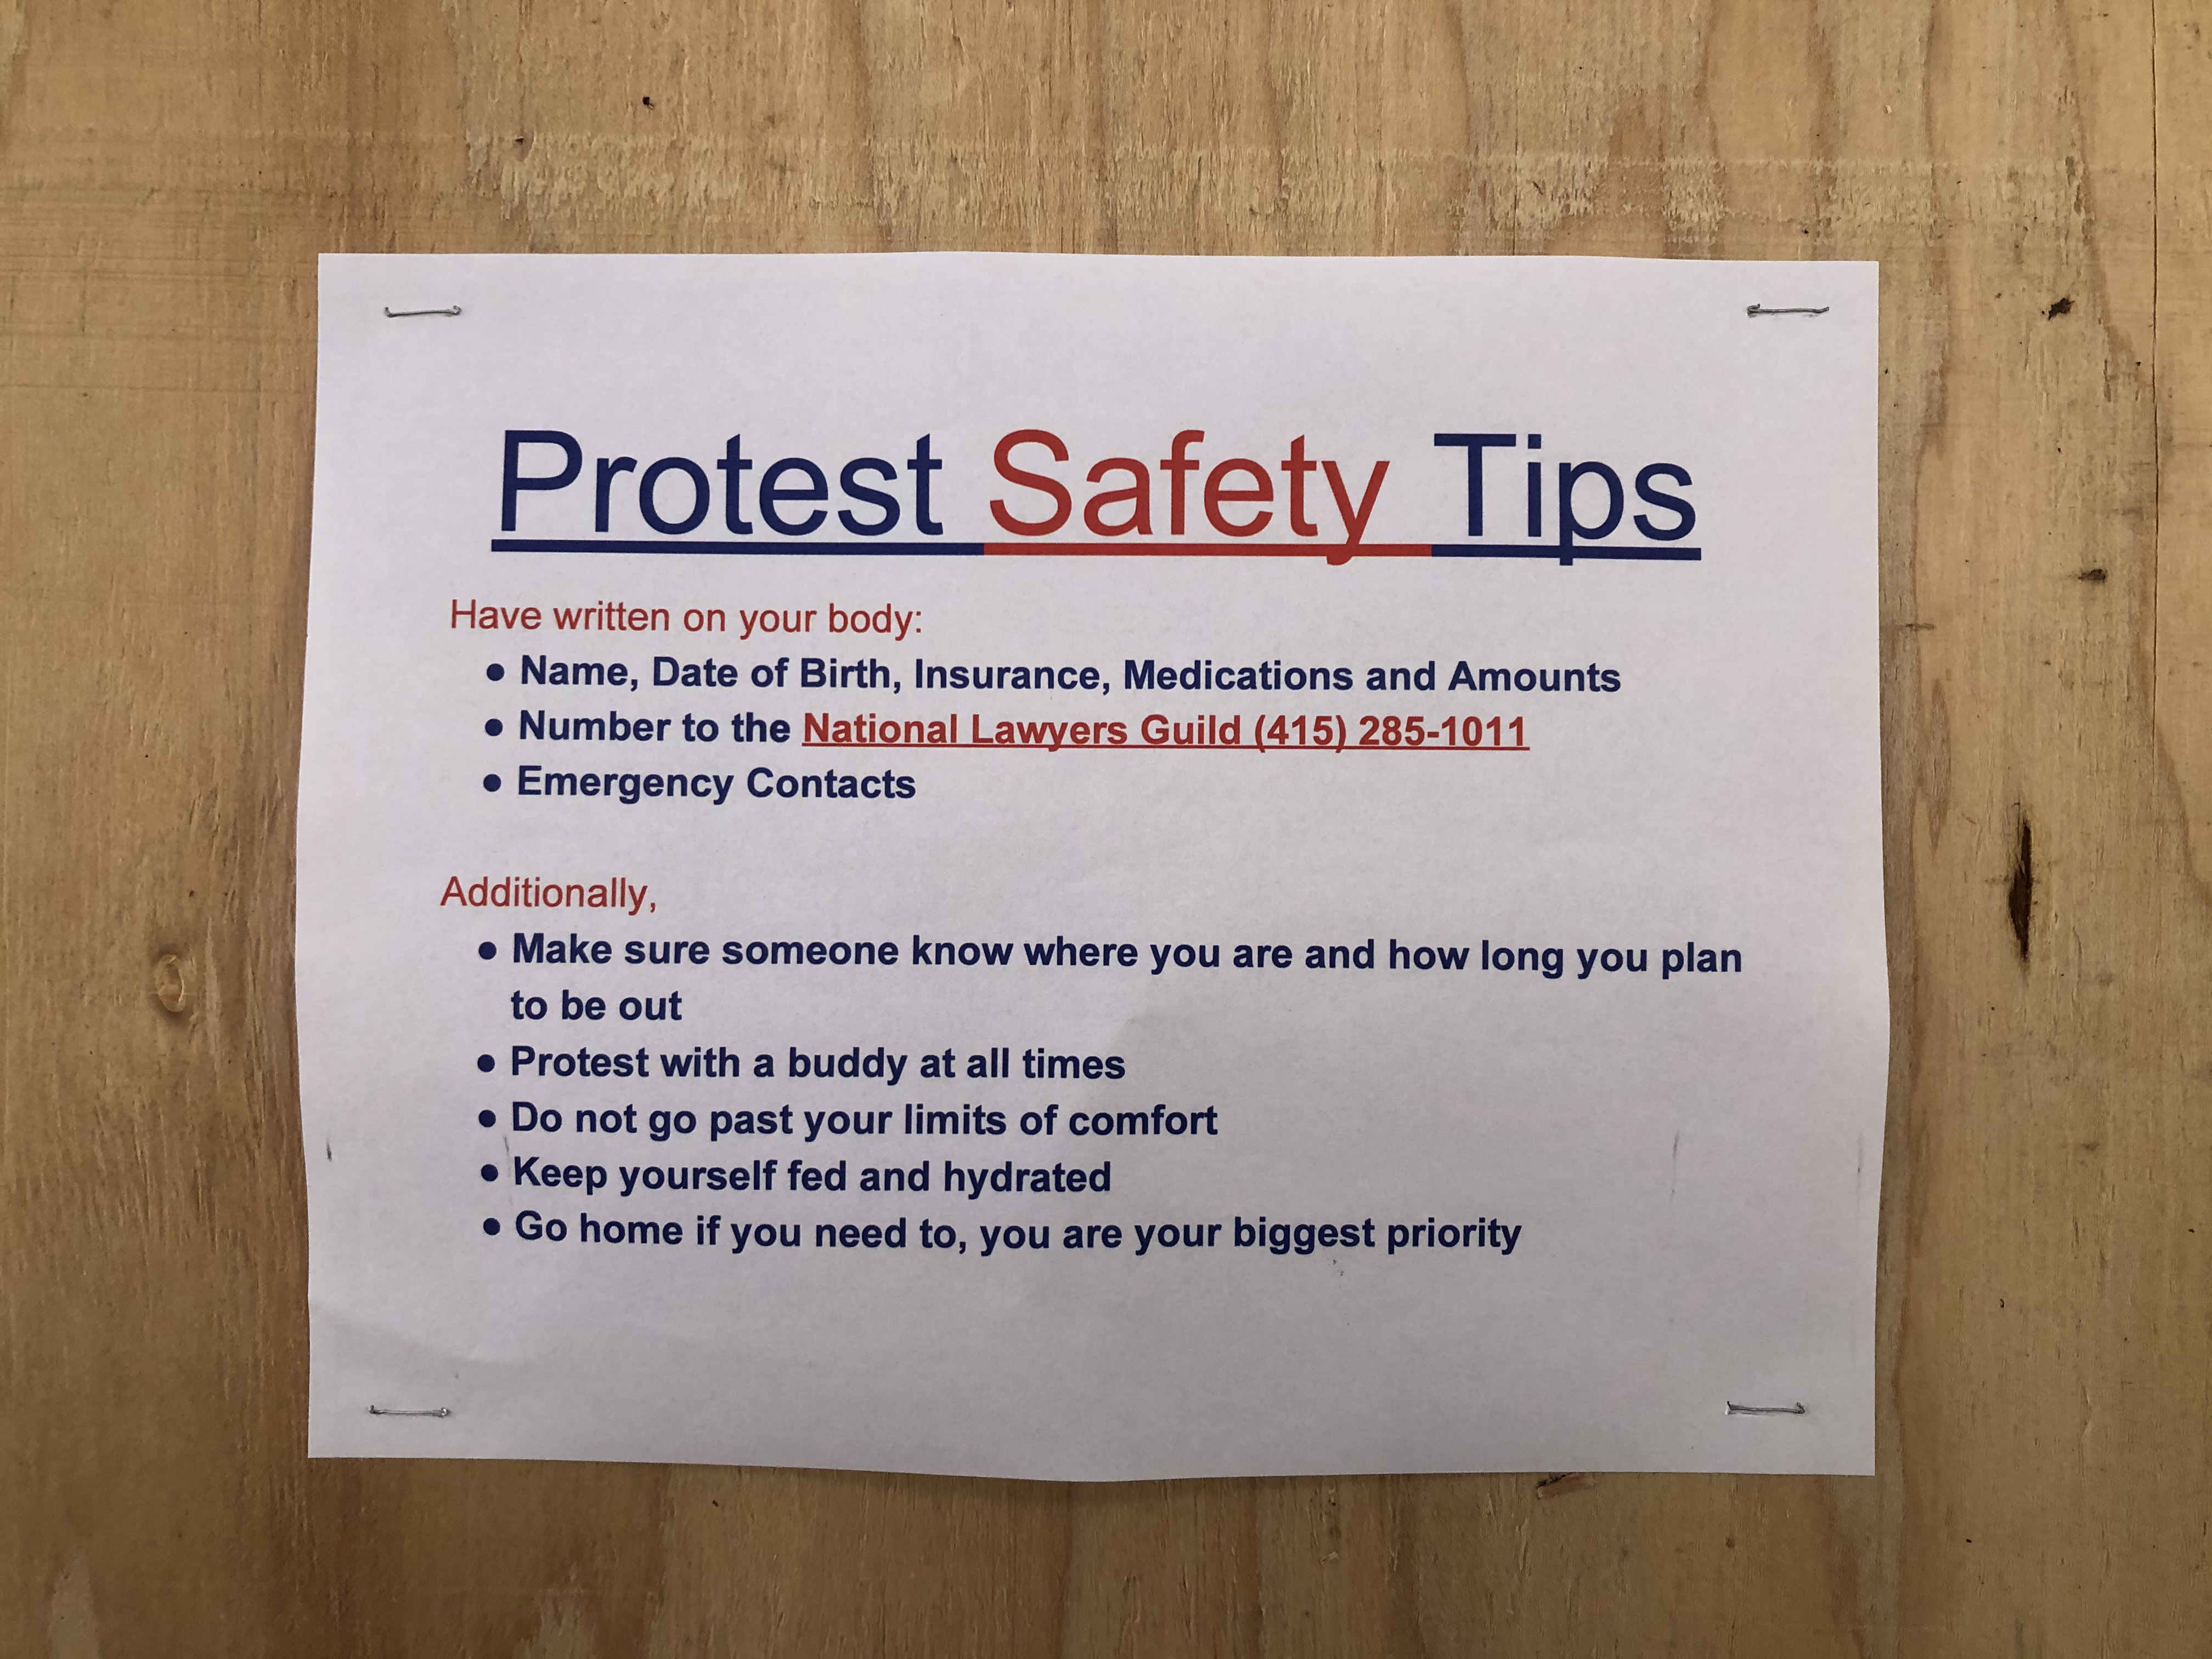 Protest Safety Tips
Have written on your body:
● Name, Date of Birth, Insurance, Medications and Amounts
● Number to the National Lawyers Guild (415) 285-1011
● Emergency Contacts
Additionally,
● Make sure someone know where you are and how long you plan
to be out
● Protest with a buddy at all times
● Do not go past your limits of comfort
● Keep yourself fed and hydrated
● Go home if you need to, you are your biggest priority